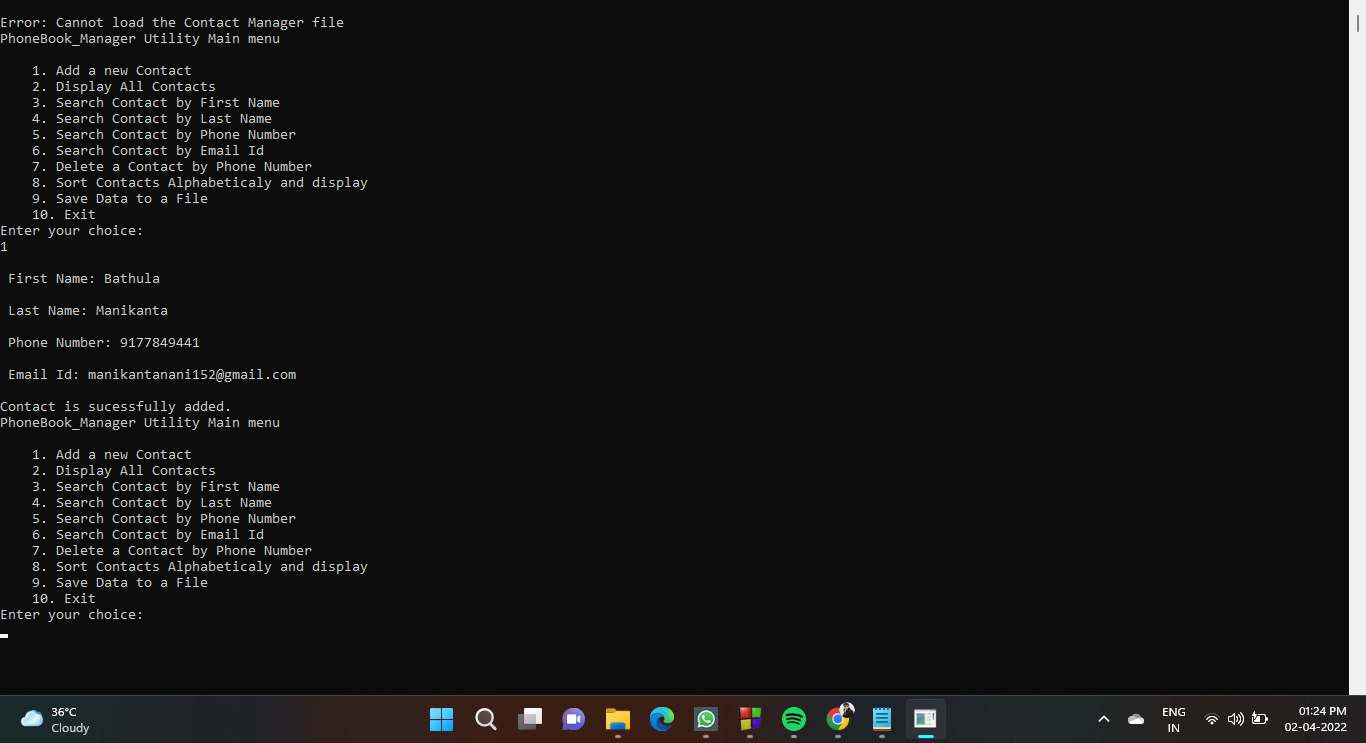 Error: Cannot load the Contact Manager file
PhoneBook_Manager Utility Main menu
1. Add a new Contact
2. Display All Contacts
3. Search Contact by First Name
4. Search Contact by Last Name
5. Search Contact by Phone Number
6. Search Contact by Email Id
7. Delete a Contact by Phone Number
8. Sort Contacts Alphabeticaly and display
9. Save Data to a File
10. Exit
Enter your choice:
1
First Name: Bathula
Last Name: Manikanta
Phone Number: 9177849441
Email Id: manikantanani152@gmail.com
Contact is sucessfully added.
PhoneBook_Manager Utility Main menu
1. Add a new Contact
2. Display All Contacts
3. Search Contact by First Name
4. Search Contact by Last Name
5. Search Contact by Phone Number
6. Search Contact by Email Id
7. Delete a Contact by Phone Number
8. Sort Contacts Alphabeticaly and display
9. Save Data to a File
10. Exit
Enter your choice:
36°C
Cloudy
ENG
IN
01:24 PM
02-04-2022